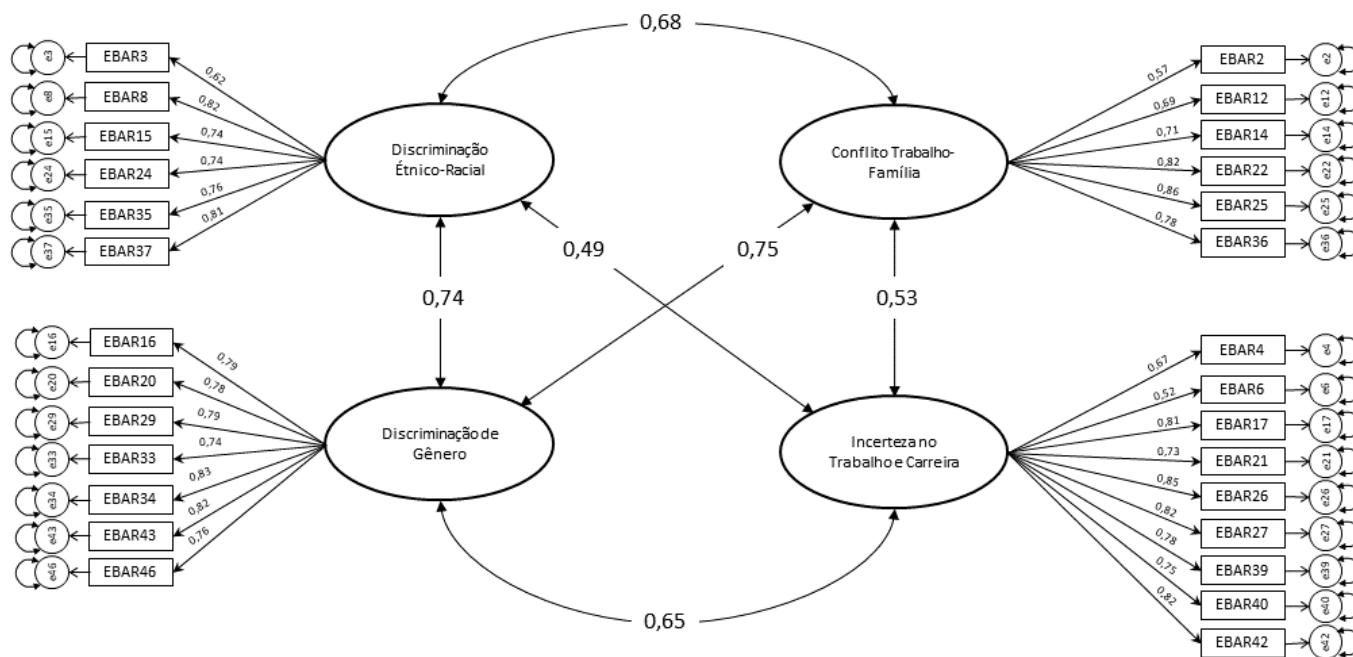 0,68
e3
EBAR3
0,62
e8
EBAR8
0,82
e15
EBAR15
0,74
e24
EBAR24
0,74
e35
EBAR35
0,76
e37
EBAR37
0,81
Discriminação
Étnico-Racial
Conflito Trabalho-
Família
0,57
EBAR2
e2
0,69
EBAR12
e12
0,71
EBAR14
e14
0,82
EBAR22
e22
0,86
EBAR25
e25
0,78
EBAR36
e36
0,49
0,75
0,74
0,53
e16
EBAR16
0,79
e20
EBAR20
0,78
e29
EBAR29
0,79
e33
EBAR33
0,74
e34
EBAR34
0,83
e43
EBAR43
0,82
e46
EBAR46
0,76
Discriminação de
Gênero
Incerteza no
Trabalho e Carreira
0,67
EBAR4
e4
0,52
EBAR6
e6
0,81
EBAR17
e17
0,73
EBAR21
e21
0,85
EBAR26
e26
0,82
EBAR27
e27
0,78
EBAR39
e39
0,75
EBAR40
e40
0,82
EBAR42
e42
0,65